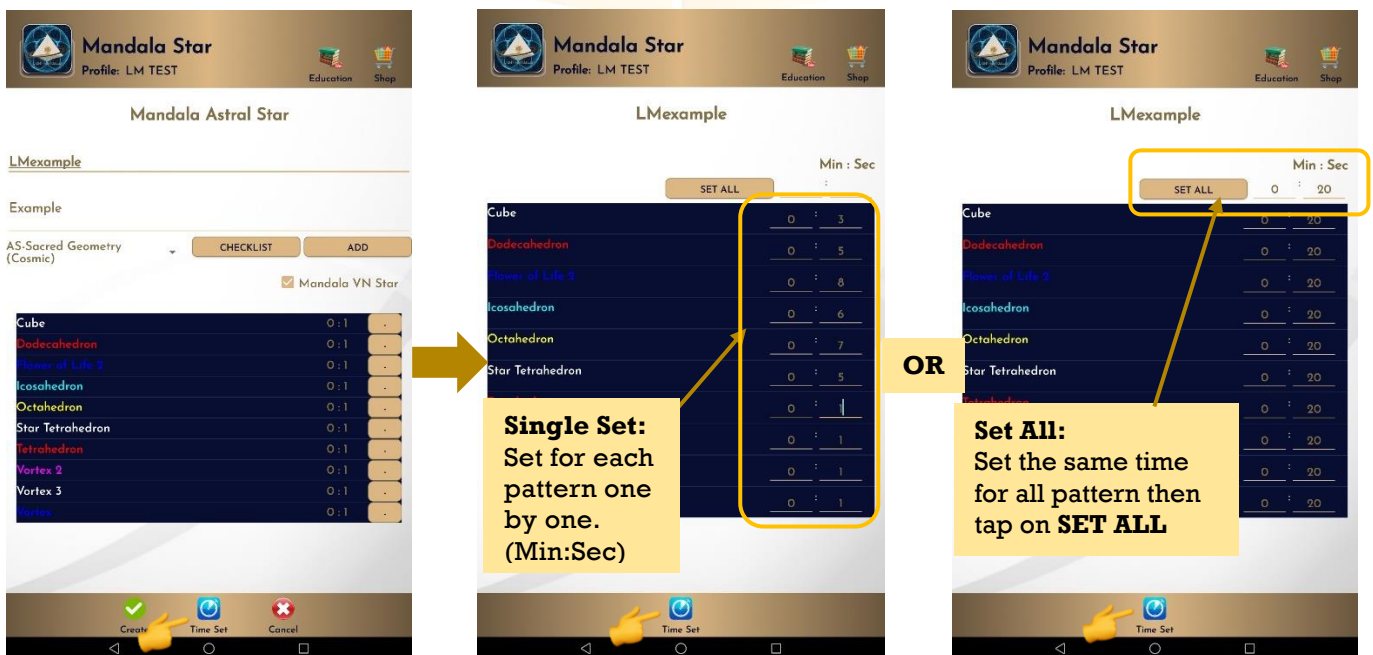 Mandala Star
Profile: LM TEST
Education
Shop
Mandala Astral Star
LMexample
Example
AS-Sacred Geometry
(Cosmic)
CHECKLIST
ADD
Mandala VN Star
Cube 0 : 1 .
Dodecahedron 0 : 1 .
Flower of Life 2 0 : 1 .
Icosahedron 0 : 1 .
Octahedron 0 : 1 .
Star Tetrahedron 0 : 1 .
Tetrahedron 0 : 1 .
Vortex 2 0 : 1 .
Vortex 3 0 : 1 .
Vortex 0 : 1 .
Create
Time Set
Cancel
Mandala Star
Profile: LM TEST
Education
Shop
LMexample
Min : Sec
SET ALL :
Cube 0 : 3
Dodecahedron 0 : 5
Flower of Life 2 0 : 8
Icosahedron 0 : 6
Octahedron 0 : 7
Star Tetrahedron 0 : 5
0 : 1
0 : 1
0 : 1
0 : 1
Single Set:
Set for each
pattern one
by one.
(Min:Sec)
Time Set
OR
Mandala Star
Profile: LM TEST
Education
Shop
LMexample
Min : Sec
SET ALL 0 : 20
Cube 0 : 20
Dodecahedron 0 : 20
Flower of Life 2 0 : 20
Icosahedron 0 : 20
Octahedron 0 : 20
Star Tetrahedron 0 : 20
Tetrahedron 0 : 20
0 : 20
0 : 20
0 : 20
Set All:
Set the same time
for all pattern then
tap on SET ALL
Time Set